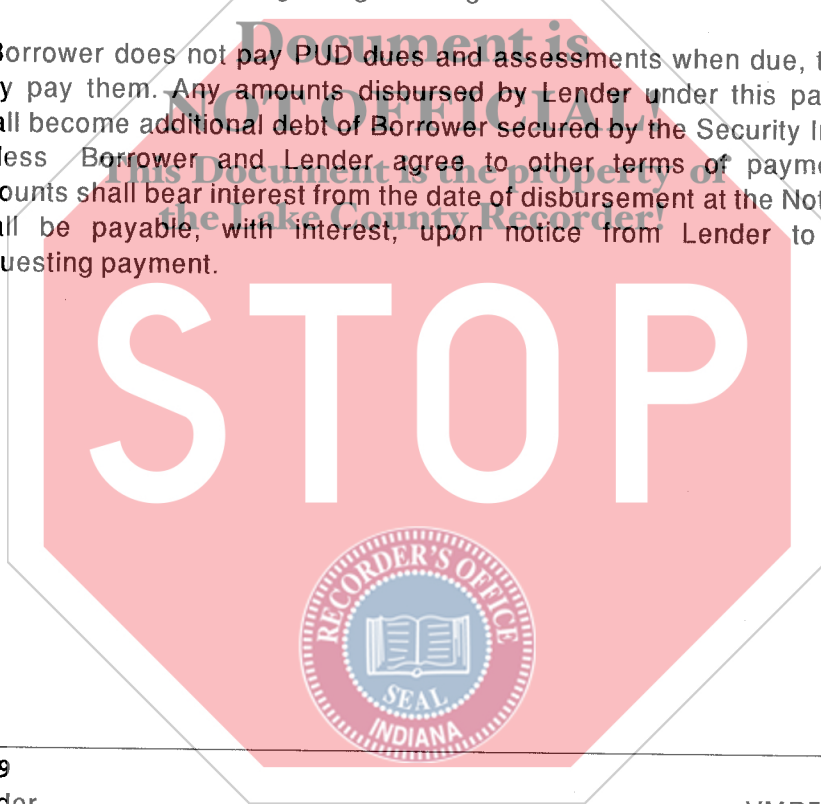 Document is
Borrower does not pay PUD dues and assessments when due, t
y pay them. Any amounts disbursed by Lender under this pa
NOT OFFICIAL!
all become additional debt of Borrower secured by the Security In
less Borrower and Lender agree to other terms of payme
This Document is the property of
ounts shall bear interest from the date of disbursement at the Not
the Lake County Recorder!
all be payable, with interest, upon notice from Lender to
uesting payment.
STOP
RECORDER'S OFFICE
SEAL
INDIANA
9